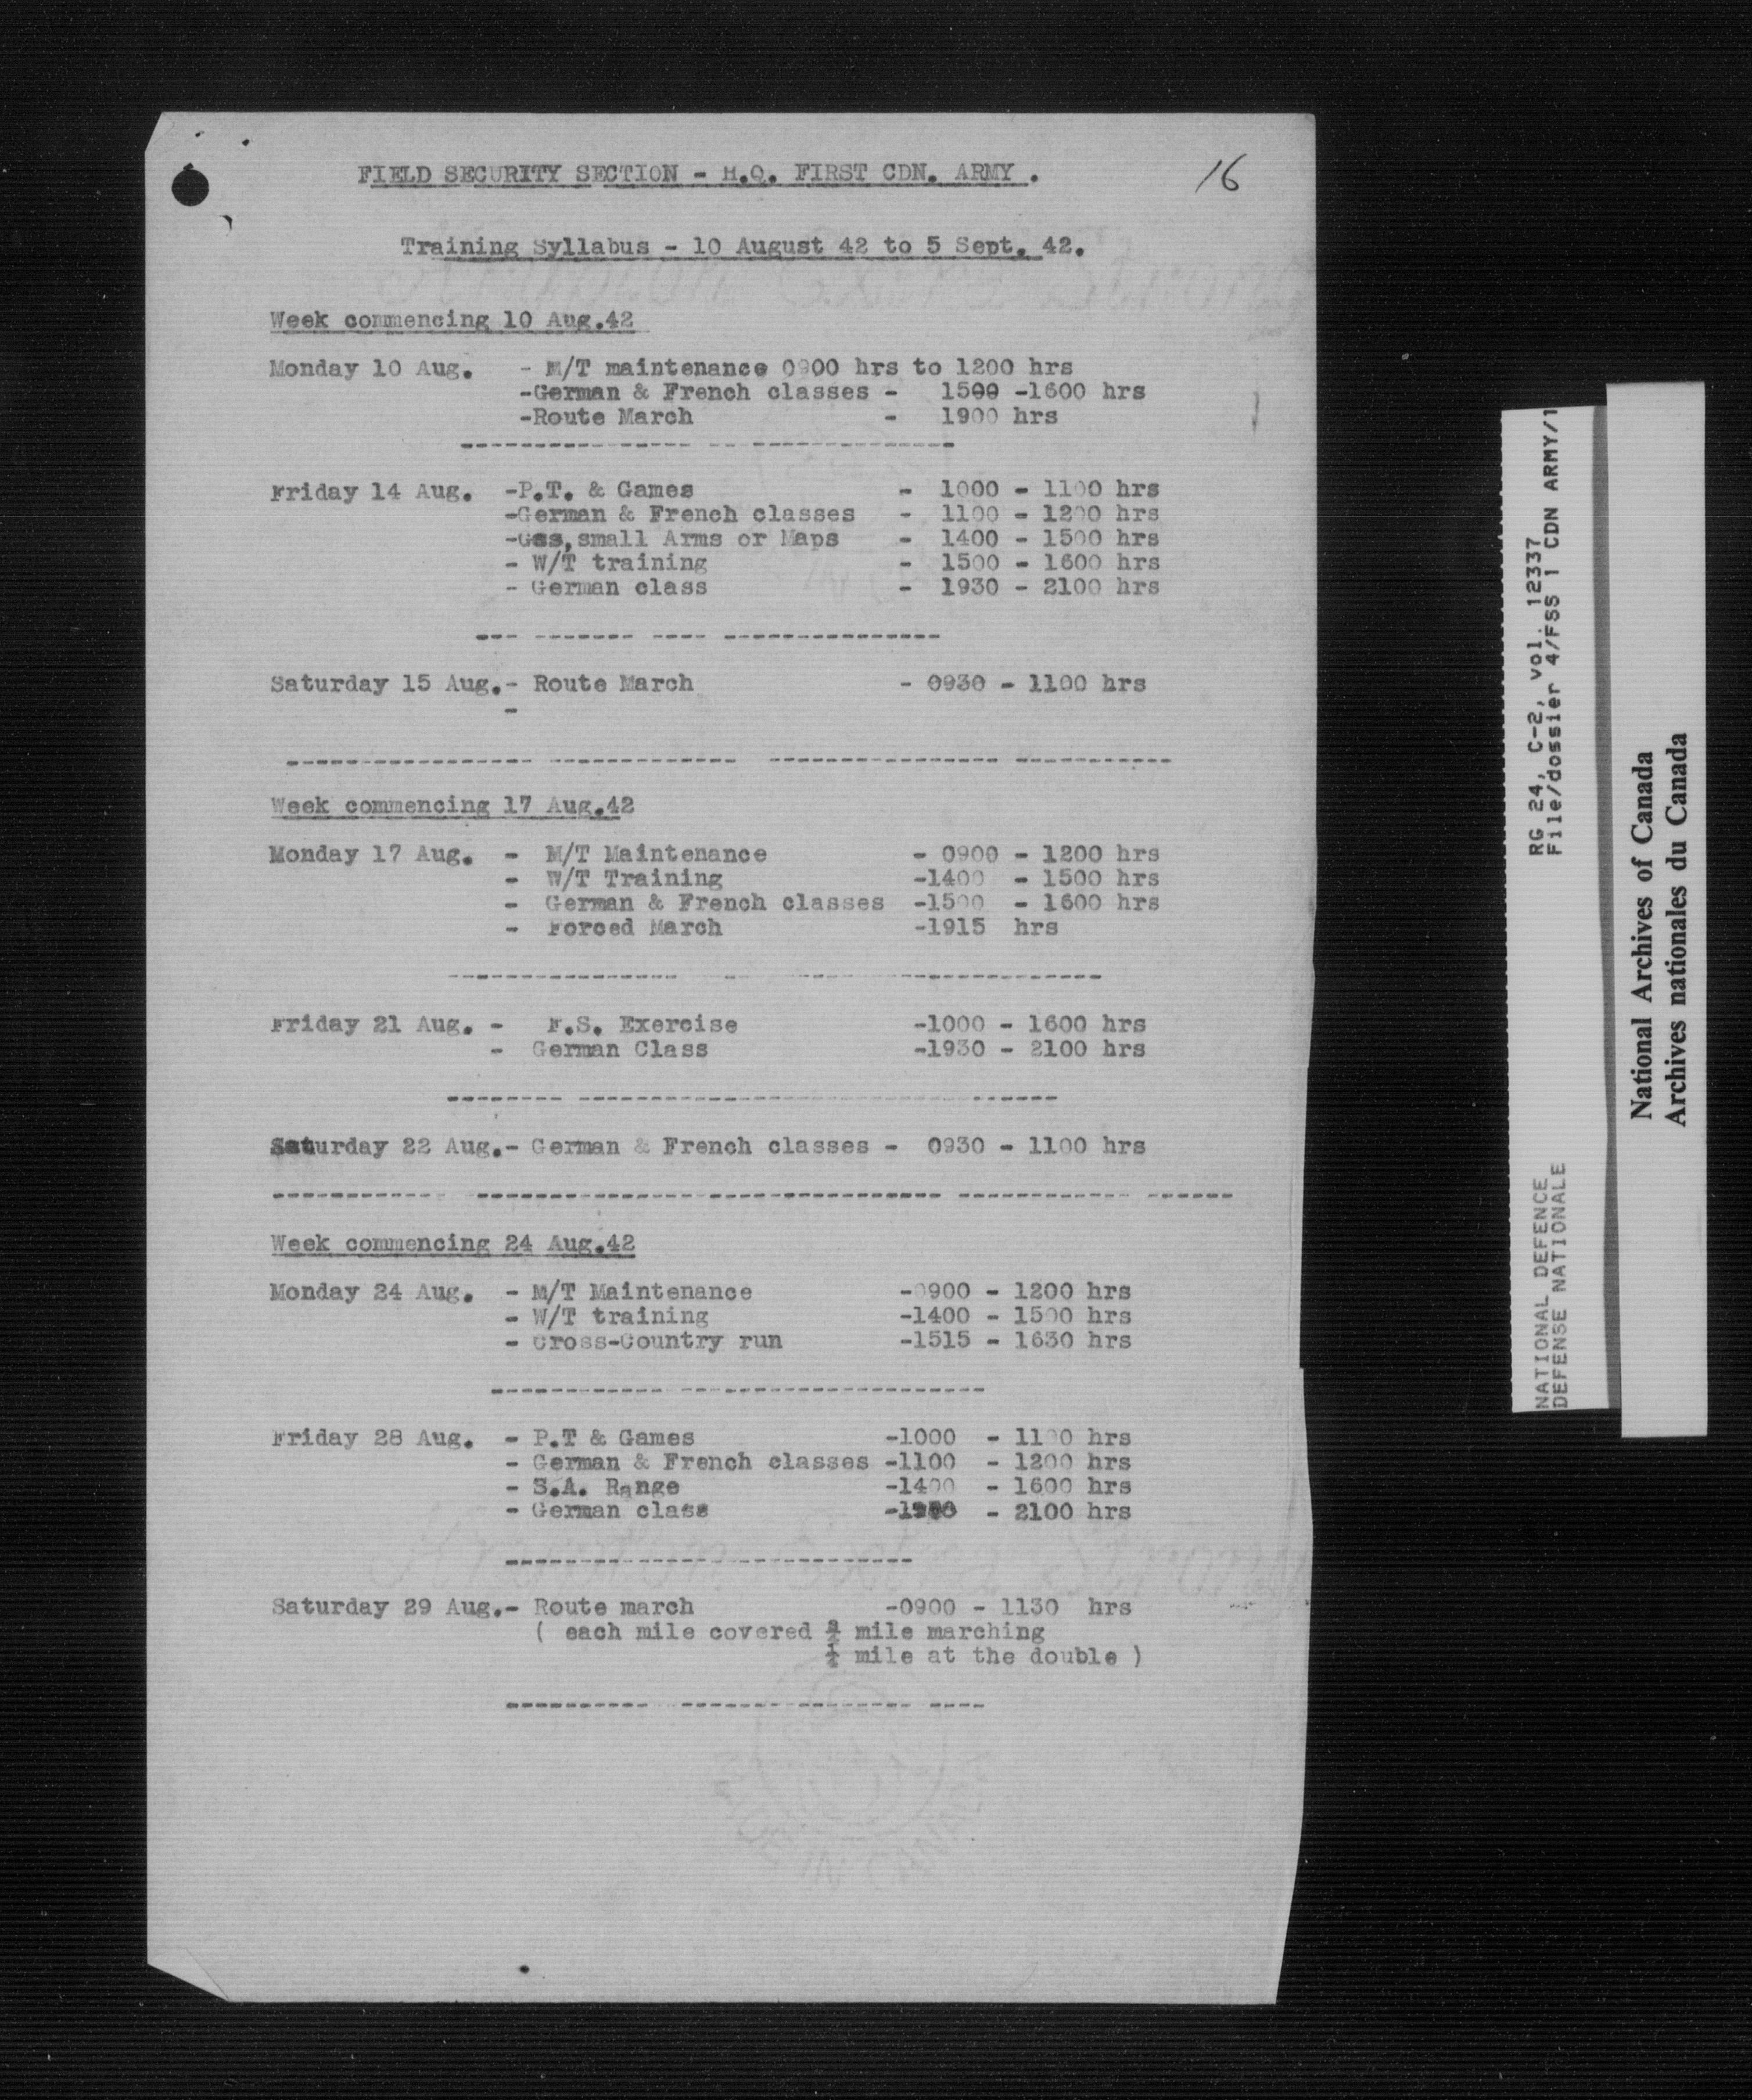 FIELD SECURITY SECTION - H.Q. FIRST CDN. ARMY .
16
Training Syllabus - 10 August 42 to 5 Sept. 42.
Week commencing 10 Aug.42
Monday 10 Aug. - M/T maintenance 0900 hrs to 1200 hrs
-German & French classes - 1500 -1600 hrs
-Route March - 1900 hrs
Friday 14 Aug. -P.T. & Games - 1000 - 1100 hrs
-German & French classes - 1100 - 1200 hrs
-Gas, small Arms or Maps - 1400 - 1500 hrs
- W/T training - 1500 - 1600 hrs
- German class - 1930 - 2100 hrs
Saturday 15 Aug.- Route March - 0930 - 1100 hrs
-
Week commencing 17 Aug.42
Monday 17 Aug. - M/T Maintenance - 0900 - 1200 hrs
- W/T Training -1400 - 1500 hrs
- German & French classes -1500 - 1600 hrs
- Forced March -1915 hrs
Friday 21 Aug. - F.S. Exercise -1000 - 1600 hrs
- German Class -1930 - 2100 hrs
Saturday 22 Aug.- German & French classes - 0930 - 1100 hrs
Week commencing 24 Aug.42
Monday 24 Aug. - M/T Maintenance -0900 - 1200 hrs
- W/T training -1400 - 1500 hrs
- Cross-Country run -1515 - 1630 hrs
Friday 28 Aug. - P.T & Games -1000 - 1100 hrs
- German & French classes -1100 - 1200 hrs
- S.A. Range -1400 - 1600 hrs
- German class - 2100 hrs
Saturday 29 Aug.- Route march -0900 - 1130 hrs
( each mile covered mile marching
¼ mile at the double )
RG 24, C-2, vol. 12337
File/dossier 4/FSS 1 CDN ARMY/1
NATIONAL DEFENCE
DEFENSE NATIONALE
National Archives of Canada
Archives nationales du Canada